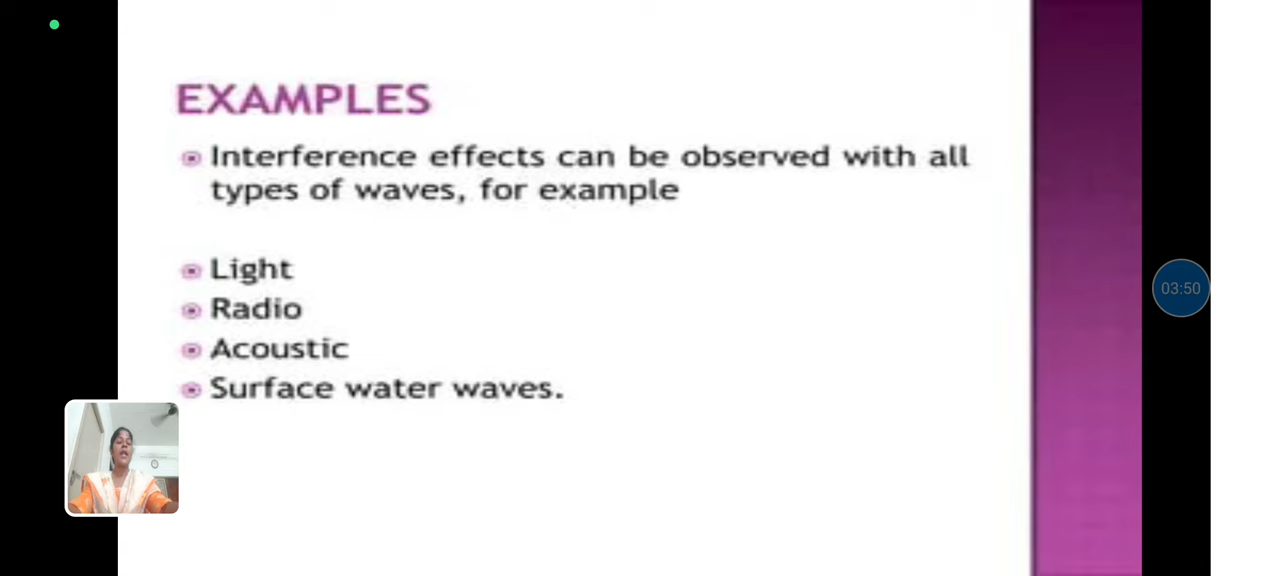 EXAMPLES
Interference effects can be observed with all
types of waves, for example
Light
Radio
Acoustic
Surface water waves.
03:50